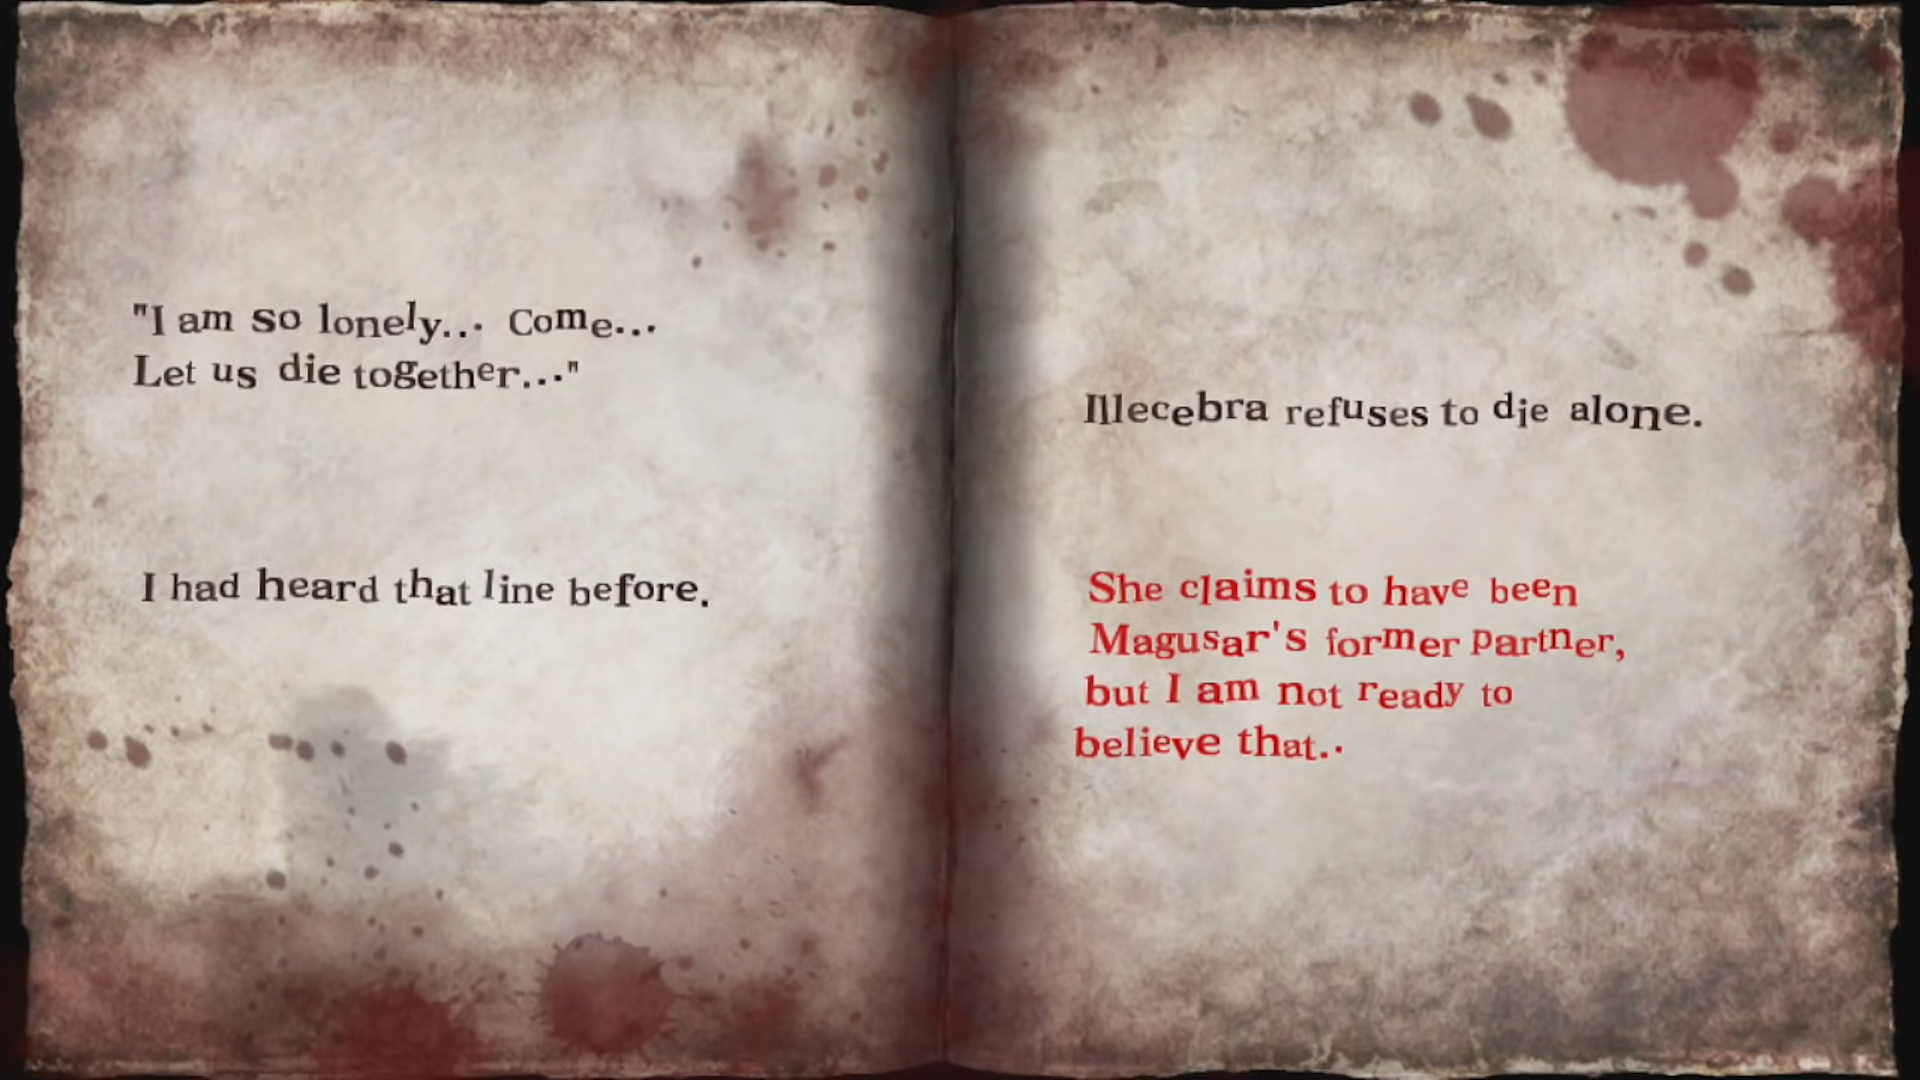 "I am so lonely... Come...
Let us die together..."
I had heard that line before.
Illecebra refuses to die alone.
She claims to have been
Magusar's former partner,
but I am not ready to
believe that..